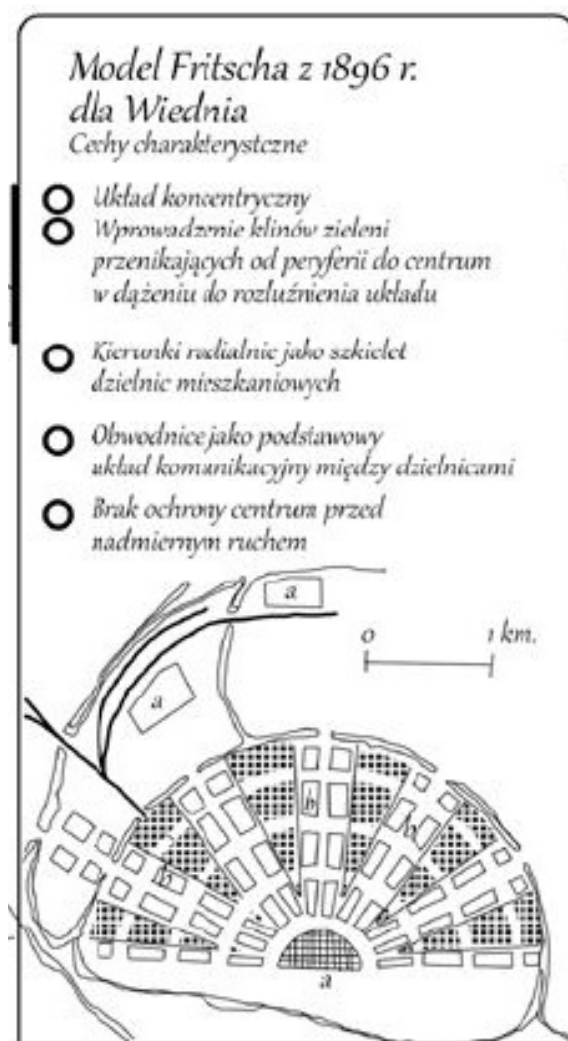 Model Fritscha z 1896 r.
dla Wiednia
Cechy charakterystczne
Układ koncentryczny
Wprowadzenie klinów zieleni
przenikających od peryferii do centrum
w dążeniu do rozluźnienia układu
Kierunki radialnie jako szkielet
dzielnic mieszkaniowych
Obwodnice jako podstawowy
układ komunikacyjny między dzielnicami
Brak ochrony centrum przed
nadmiernym ruchem
a
0 1 km.
a
b
b
b
a